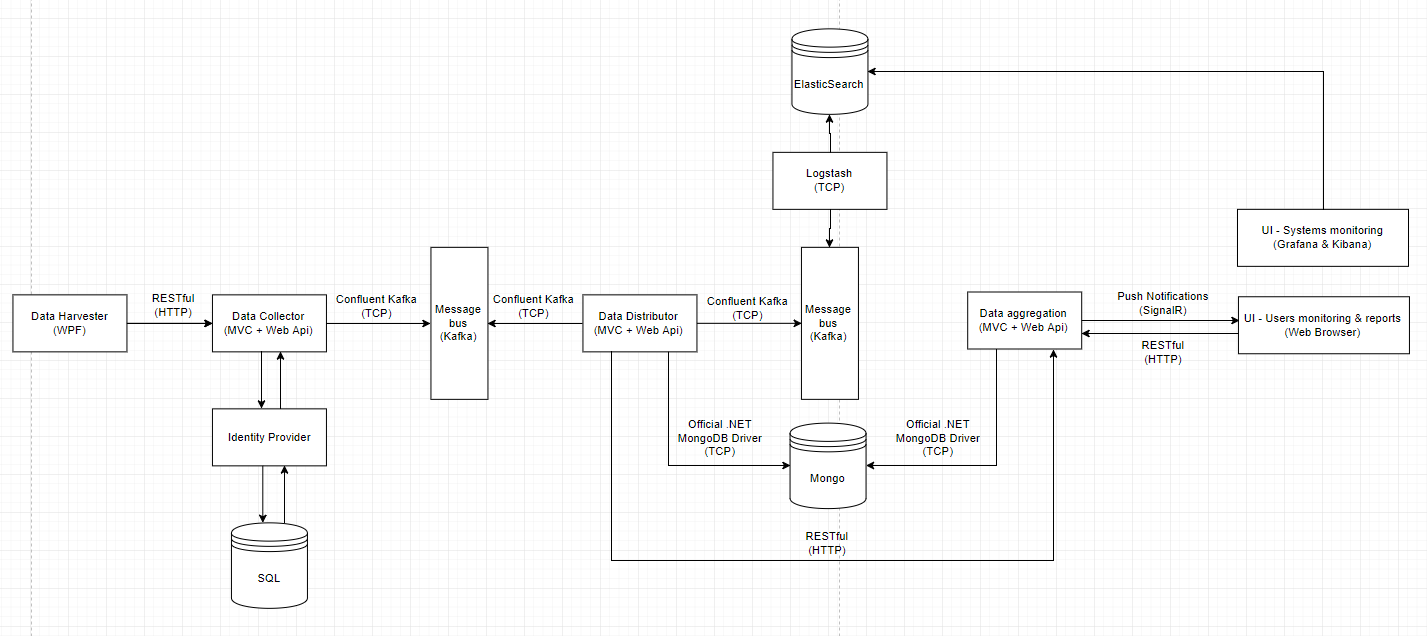 ElasticSearch
Logstash
(TCP)
UI - Systems monitoring
(Grafana & Kibana)
Data Harvester
(WPF)
RESTful
(HTTP)
Data Collector
(MVC + Web Api)
Confluent Kafka
(TCP)
Message
bus
(Kafka)
Confluent Kafka
(TCP)
Data Distributor
(MVC + Web Api)
Confluent Kafka
(TCP)
Message
bus
(Kafka)
Data aggregation
(MVC + Web Api)
Push Notifications
(SignalR)
RESTful
(HTTP)
UI - Users monitoring & reports
(Web Browser)
Identity Provider
Official .NET
MongoDB Driver
(TCP)
Mongo
Official .NET
MongoDB Driver
(TCP)
RESTful
(HTTP)
SQL